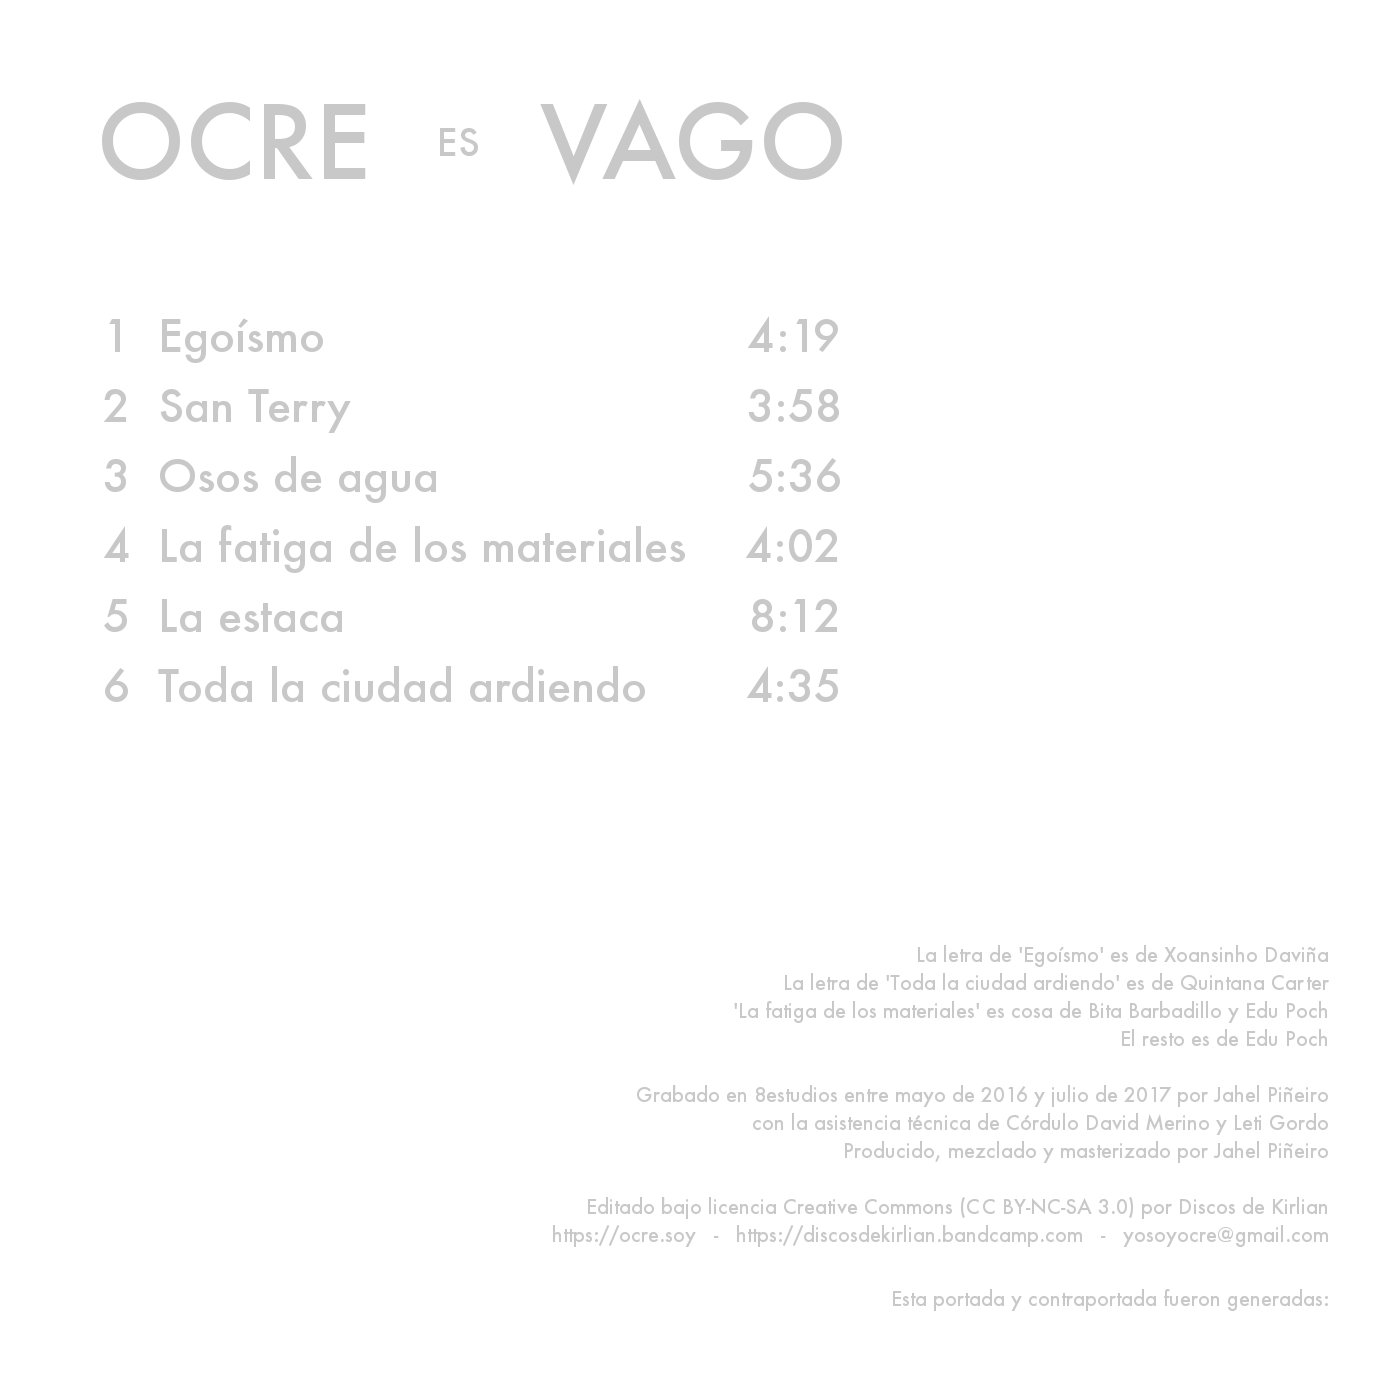 OCRE ES VAGO
1 Egoísmo 4:19
2 San Terry 3:58
3 Osos de agua 5:36
4 La fatiga de los materiales 4:02
5 La estaca 8:12
6 Toda la ciudad ardiendo 4:35
La letra de 'Egoísmo' es de Xoansinho Daviña
La letra de 'Toda la ciudad ardiendo' es de Quintana Carter
'La fatiga de los materiales' es cosa de Bita Barbadillo y Edu Poch
El resto es de Edu Poch
Grabado en 8estudios entre mayo de 2016 y julio de 2017 por Jahel Piñeiro
con la asistencia técnica de Córdulo David Merino y Leti Gordo
Producido, mezclado y masterizado por Jahel Piñeiro
Editado bajo licencia Creative Commons (CC BY-NC-SA 3.0) por Discos de Kirlian
https://ocre.soy - https://discosdekirlian.bandcamp.com - yosoyocre@gmail.com
Esta portada y contraportada fueron generadas: